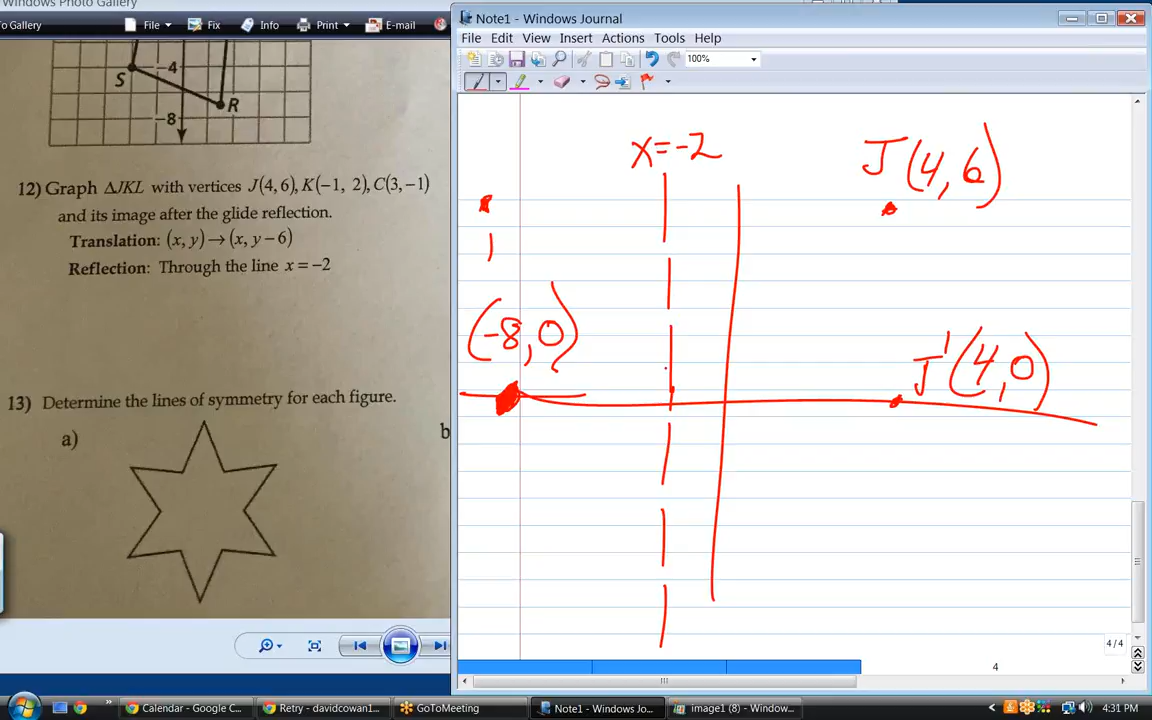 Windows Photo Gallery
Note1 - Windows Journal
To Gallery
File
Fix
Info
Print
E-mail
File Edit View Insert Actions Tools Help
100%
S
-4
R
-8
12) Graph ΔJKL with vertices J(4, 6), K(−1, 2), C(3, −1)
and its image after the glide reflection.
Translation: (x, y) → (x, y − 6)
Reflection: Through the line x = −2
13) Determine the lines of symmetry for each figure.
a)
b
x=-2
J(4,6)
(-8,0)
J'(4,0)
4/4
4
Calendar - Google C...
Retry - davidcowan1...
GoToMeeting
Note1 - Windows Jo...
image1 (8) - Window...
4:31 PM